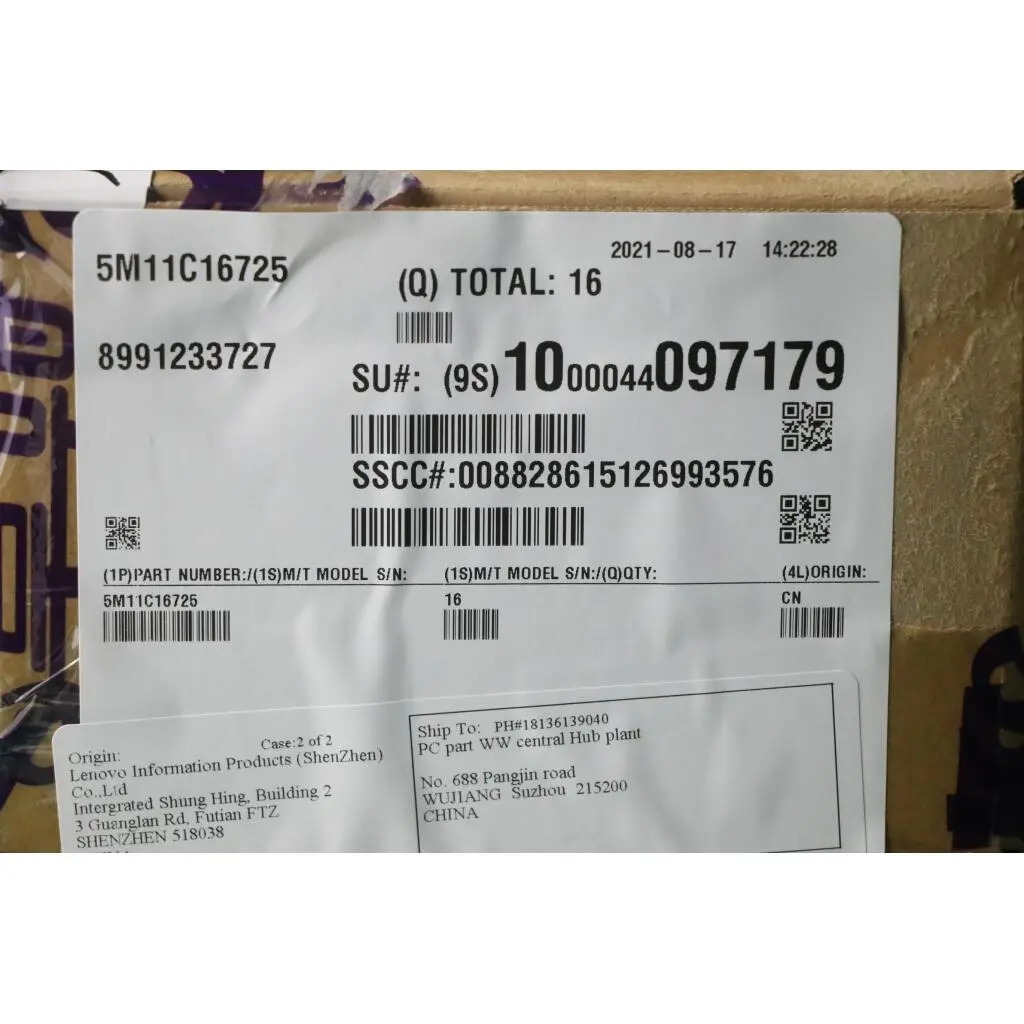 2021-08-17 14:22:28
5M11C16725
(Q) TOTAL: 16
8991233727
SU#: (9S)1000044097179
SSCC#:008828615126993576
(1P)PART NUMBER:/(1S)M/T MODEL S/N: (1S)M/T MODEL S/N:/(Q)QTY: (4L)ORIGIN:
5M11C16725 16 CN
Origin: Case:2 of 2
Lenovo Information Products (ShenZhen)
Co.,Ltd
Intergrated Shung Hing, Building 2
3 Guanglan Rd, Futian FTZ
SHENZHEN 518038
Ship To: PH#18136139040
PC part WW central Hub plant
No. 688 Pangjin road
WUJIANG Suzhou 215200
CHINA